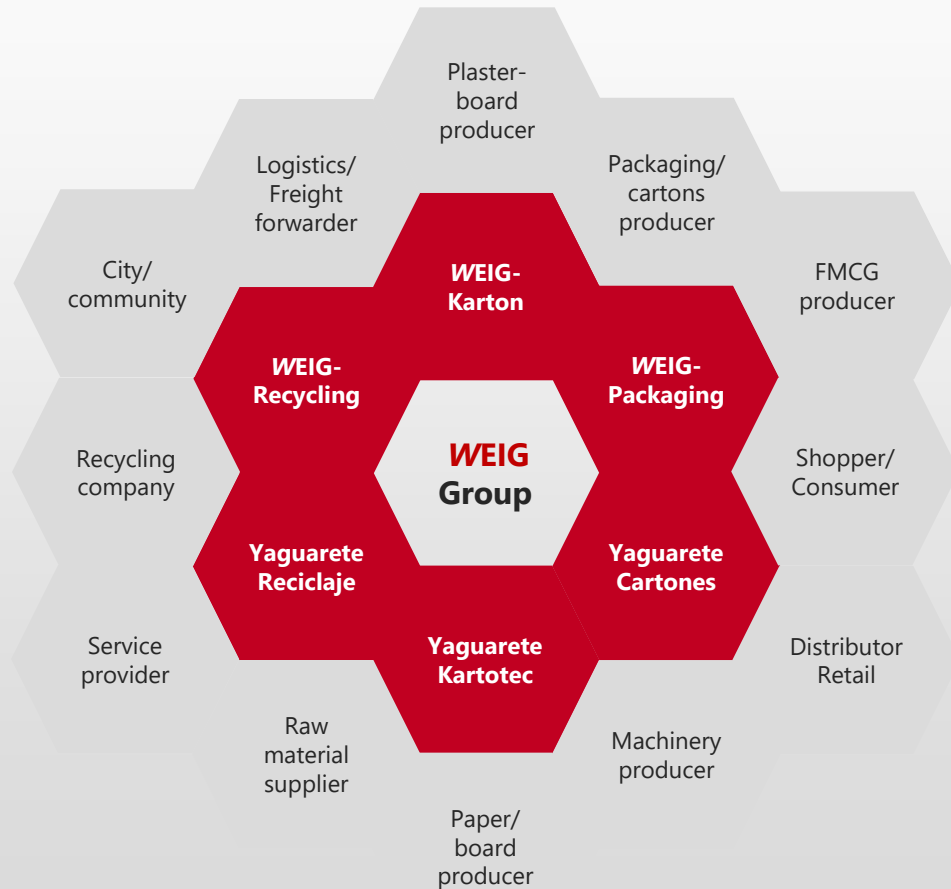 Plaster-
board
producer
Logistics/
Freight
forwarder
Packaging/
cartons
producer
City/
community
WEIG-
Karton
FMCG
producer
WEIG-
Recycling
WEIG-
Packaging
Recycling
company
WEIG
Group
Shopper/
Consumer
Yaguarete
Reciclaje
Yaguarete
Cartones
Service
provider
Yaguarete
Kartotec
Distributor
Retail
Raw
material
supplier
Machinery
producer
Paper/
board
producer